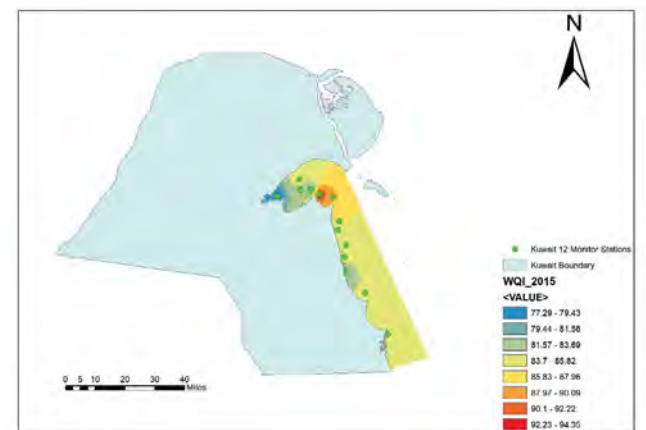 N
Kuwait 12 Monitor Stations
Kuwait Boundary
WQI_2015
<VALUE>
77.29 - 79.43
79.44 - 81.56
81.57 - 83.69
83.7 - 85.82
85.83 - 87.96
87.97 - 90.09
90.1 - 92.22
92.23 - 94.35
0 5 10 20 30 40
Miles